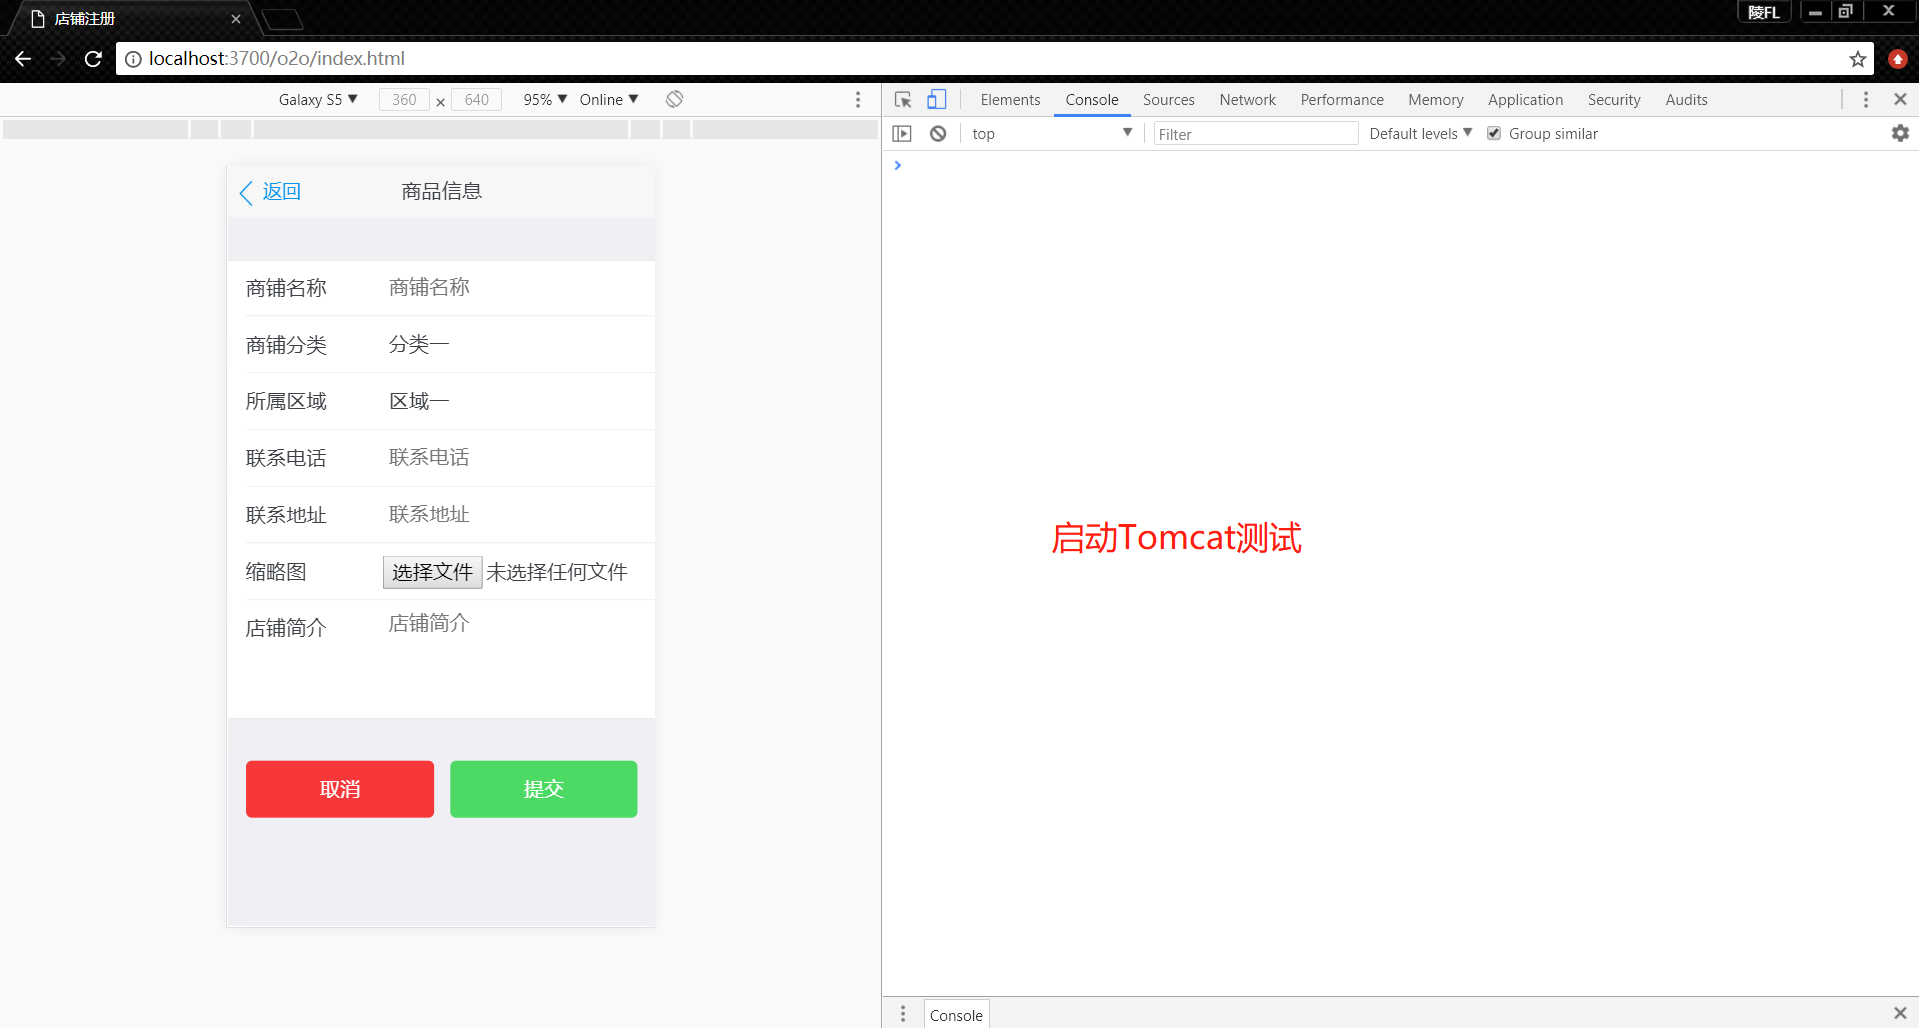 店铺注册
陵FL
localhost:3700/o2o/index.html
Galaxy S5 ▼ 360 × 640 95% ▼ Online ▼
Elements Console Sources Network Performance Memory Application Security Audits
top ▼ Filter Default levels ▼ Group similar
返回 商品信息
商铺名称 商铺名称
商铺分类 分类一
所属区域 区域一
联系电话 联系电话
联系地址 联系地址
缩略图 选择文件 未选择任何文件
店铺简介 店铺简介
取消 提交
启动Tomcat测试
Console